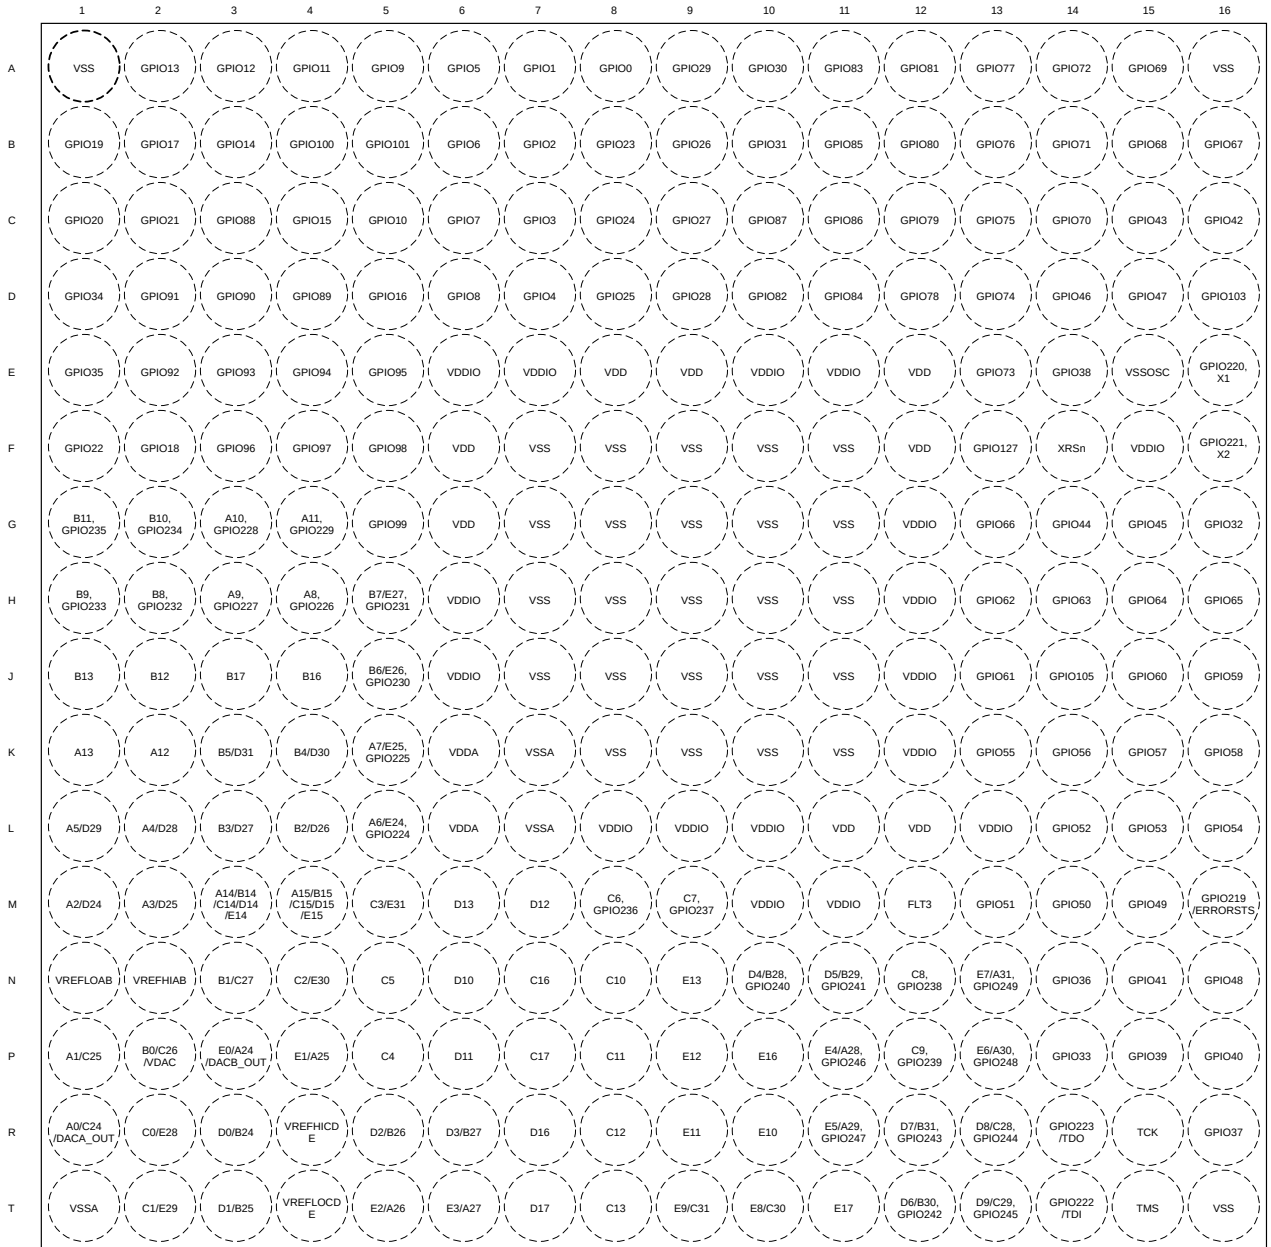 1 2 3 4 5 6 7 8 9 10 11 12 13 14 15 16
A VSS GPIO13 GPIO12 GPIO11 GPIO9 GPIO5 GPIO1 GPIO0 GPIO29 GPIO30 GPIO83 GPIO81 GPIO77 GPIO72 GPIO69 VSS
B GPIO19 GPIO17 GPIO14 GPIO100 GPIO101 GPIO6 GPIO2 GPIO23 GPIO26 GPIO31 GPIO85 GPIO80 GPIO76 GPIO71 GPIO68 GPIO67
C GPIO20 GPIO21 GPIO88 GPIO15 GPIO10 GPIO7 GPIO3 GPIO24 GPIO27 GPIO87 GPIO86 GPIO79 GPIO75 GPIO70 GPIO43 GPIO42
D GPIO34 GPIO91 GPIO90 GPIO89 GPIO16 GPIO8 GPIO4 GPIO25 GPIO28 GPIO82 GPIO84 GPIO78 GPIO74 GPIO46 GPIO47 GPIO103
E GPIO35 GPIO92 GPIO93 GPIO94 GPIO95 VDDIO VDDIO VDD VDD VDDIO VDDIO VDD GPIO73 GPIO38 VSSOSC GPIO220, X1
F GPIO22 GPIO18 GPIO96 GPIO97 GPIO98 VDD VSS VSS VSS VSS VSS VDD GPIO127 XRSn VDDIO GPIO221, X2
G B11, GPIO235 B10, GPIO234 A10, GPIO228 A11, GPIO229 GPIO99 VDD VSS VSS VSS VSS VSS VDDIO GPIO66 GPIO44 GPIO45 GPIO32
H B9, GPIO233 B8, GPIO232 A9, GPIO227 A8, GPIO226 B7/E27, GPIO231 VDDIO VSS VSS VSS VSS VSS VDDIO GPIO62 GPIO63 GPIO64 GPIO65
J B13 B12 B17 B16 B6/E26, GPIO230 VDDIO VSS VSS VSS VSS VSS VDDIO GPIO61 GPIO105 GPIO60 GPIO59
K A13 A12 B5/D31 B4/D30 A7/E25, GPIO225 VDDA VSSA VSS VSS VSS VSS VDDIO GPIO55 GPIO56 GPIO57 GPIO58
L A5/D29 A4/D28 B3/D27 B2/D26 A6/E24, GPIO224 VDDA VSSA VDDIO VDDIO VDDIO VDD VDD VDDIO GPIO52 GPIO53 GPIO54
M A2/D24 A3/D25 A14/B14 /C14/D14 /E14 A15/B15 /C15/D15 /E15 C3/E31 D13 D12 C6, GPIO236 C7, GPIO237 VDDIO VDDIO FLT3 GPIO51 GPIO50 GPIO49 GPIO219 /ERRORSTS
N VREFLOAB VREFHIAB B1/C27 C2/E30 C5 D10 C16 C10 E13 D4/B28, GPIO240 D5/B29, GPIO241 C8, GPIO238 E7/A31, GPIO249 GPIO36 GPIO41 GPIO48
P A1/C25 B0/C26 /VDAC E0/A24 /DACB_OUT E1/A25 C4 D11 C17 C11 E12 E16 E4/A28, GPIO246 C9, GPIO239 E6/A30, GPIO248 GPIO33 GPIO39 GPIO40
R A0/C24 /DACA_OUT C0/E28 D0/B24 VREFHICD E D2/B26 D3/B27 D16 C12 E11 E10 E5/A29, GPIO247 D7/B31, GPIO243 D8/C28, GPIO244 GPIO223 /TDO TCK GPIO37
T VSSA C1/E29 D1/B25 VREFLOCD E E2/A26 E3/A27 D17 C13 E9/C31 E8/C30 E17 D6/B30, GPIO242 D9/C29, GPIO245 GPIO222 /TDI TMS VSS